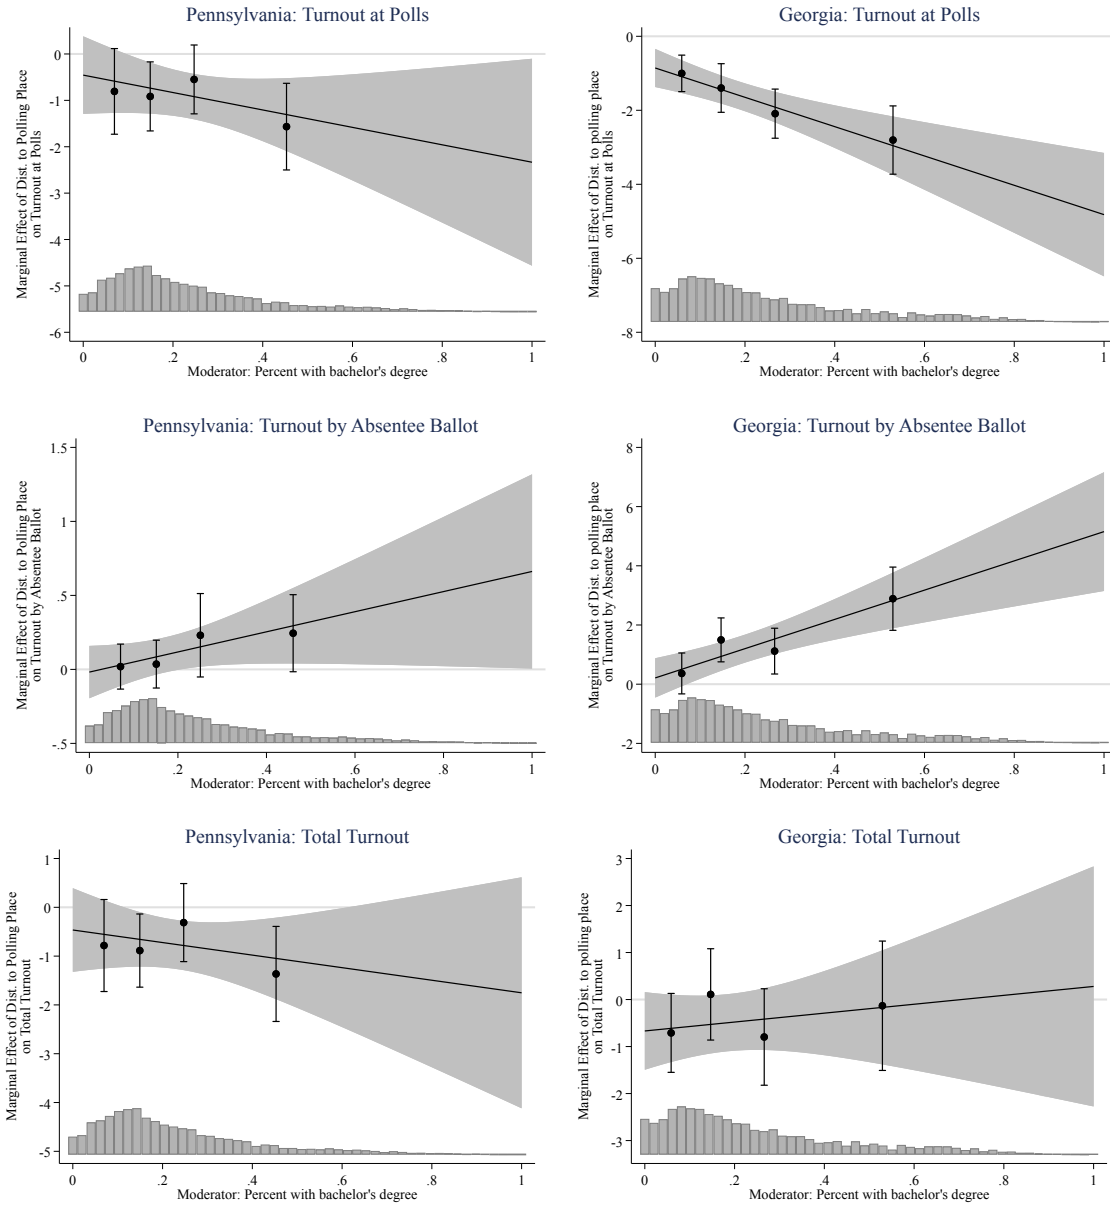 Pennsylvania: Turnout at Polls
Marginal Effect of Dist. to Polling Place
on Turnout at Polls
0
-1
-2
-3
-4
-5
-6
0 .2 .4 .6 .8 1
Moderator: Percent with bachelor's degree
Georgia: Turnout at Polls
Marginal Effect of Dist. to polling place
on Turnout at Polls
0
-2
-4
-6
-8
0 .2 .4 .6 .8 1
Moderator: Percent with bachelor's degree
Pennsylvania: Turnout by Absentee Ballot
Marginal Effect of Dist. to Polling Place
on Turnout by Absentee Ballot
1.5
1
.5
0
-.5
0 .2 .4 .6 .8 1
Moderator: Percent with bachelor's degree
Georgia: Turnout by Absentee Ballot
Marginal Effect of Dist. to polling place
on Turnout by Absentee Ballot
8
6
4
2
0
-2
0 .2 .4 .6 .8 1
Moderator: Percent with bachelor's degree
Pennsylvania: Total Turnout
Marginal Effect of Dist. to Polling Place
on Total Turnout
1
0
-1
-2
-3
-4
-5
0 .2 .4 .6 .8 1
Moderator: Percent with bachelor's degree
Georgia: Total Turnout
Marginal Effect of Dist. to polling place
on Total Turnout
3
2
1
0
-1
-2
-3
0 .2 .4 .6 .8 1
Moderator: Percent with bachelor's degree